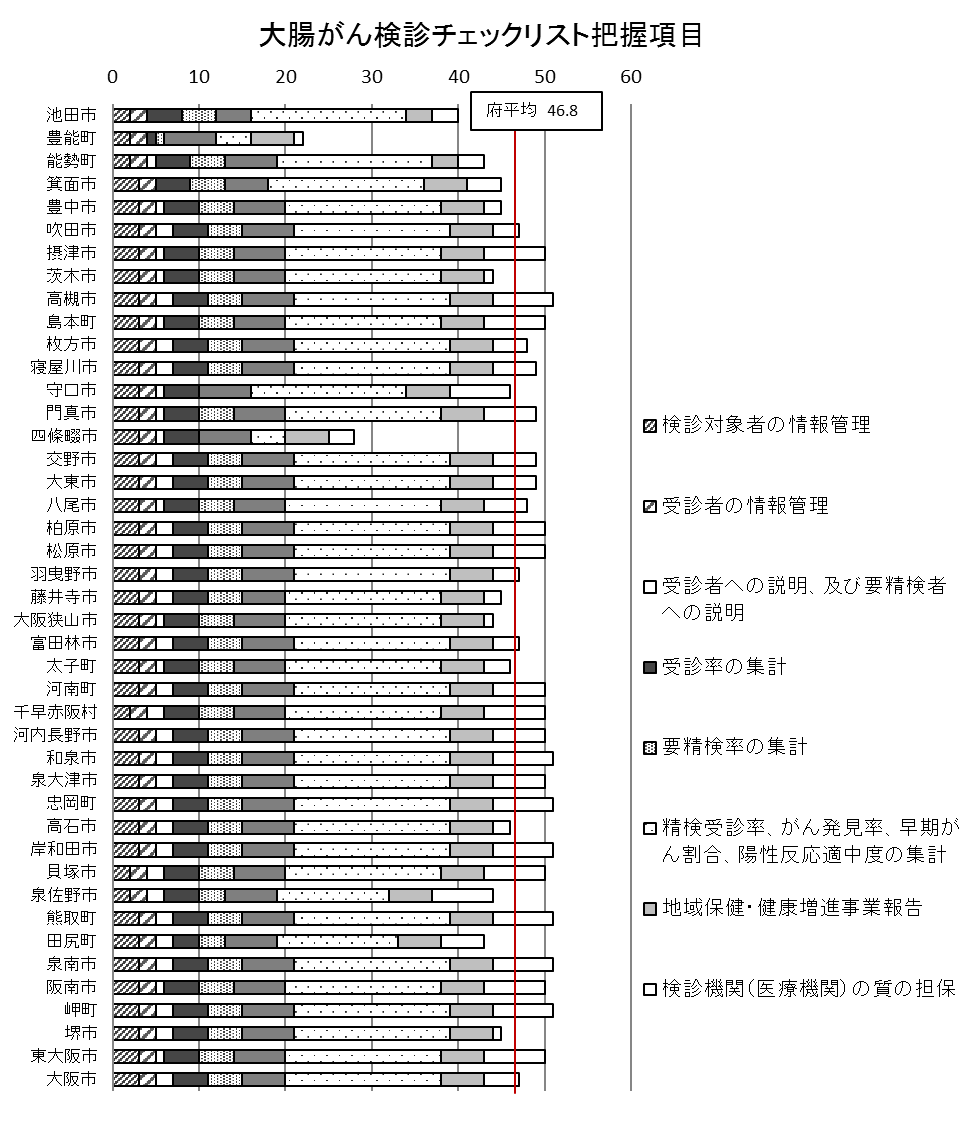 大腸がん検診チェックリスト把握項目
0 10 20 30 40 50 60
府平均 46.8
池田市
豊能町
能勢町
箕面市
豊中市
吹田市
摂津市
茨木市
高槻市
島本町
枚方市
寝屋川市
守口市
門真市
四條畷市
交野市
大東市
八尾市
柏原市
松原市
羽曳野市
藤井寺市
大阪狭山市
富田林市
太子町
河南町
千早赤阪村
河内長野市
和泉市
泉大津市
忠岡町
高石市
岸和田市
貝塚市
泉佐野市
熊取町
田尻町
泉南市
阪南市
岬町
堺市
東大阪市
大阪市
検診対象者の情報管理
受診者の情報管理
受診者への説明、及び要精検者
への説明
受診率の集計
要精検率の集計
精検受診率、がん発見率、早期が
ん割合、陽性反応適中度の集計
地域保健・健康増進事業報告
検診機関（医療機関）の質の担保